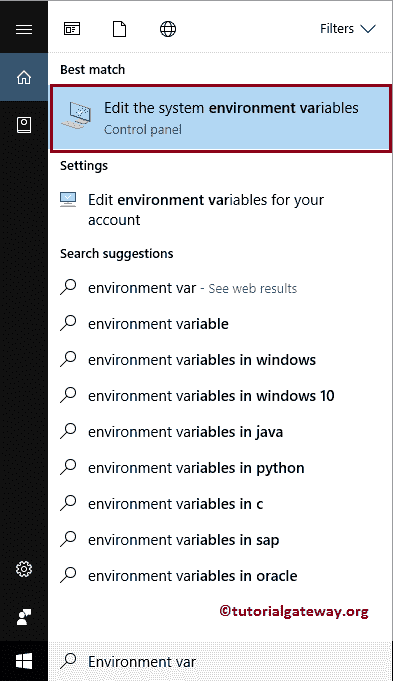 Filters
Best match
Edit the system environment variables
Control panel
Settings
Edit environment variables for your
account
Search suggestions
environment var - See web results
environment variable
environment variables in windows
environment variables in windows 10
environment variables in java
environment variables in python
environment variables in c
environment variables in sap
environment variables in oracle
©tutorialgateway.org
Environment var